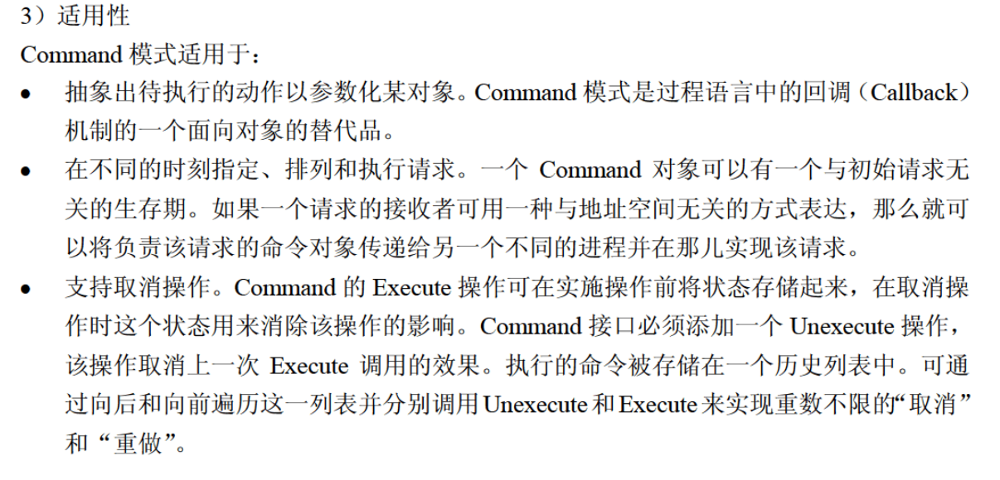 3）适用性
Command 模式适用于：
● 抽象出待执行的动作以参数化某对象。Command 模式是过程语言中的回调（Callback）
机制的一个面向对象的替代品。
● 在不同的时刻指定、排列和执行请求。一个 Command 对象可以有一个与初始请求无
关的生存期。如果一个请求的接收者可用一种与地址空间无关的方式表达，那么就可
以将负责该请求的命令对象传递给另一个不同的进程并在那儿实现该请求。
● 支持取消操作。Command 的 Execute 操作可在实施操作前将状态存储起来，在取消操
作时这个状态用来消除该操作的影响。Command 接口必须添加一个 Unexecute 操作，
该操作取消上一次 Execute 调用的效果。执行的命令被存储在一个历史列表中。可通
过向后和向前遍历这一列表并分别调用 Unexecute 和 Execute 来实现重数不限的“取消”
和“重做”。